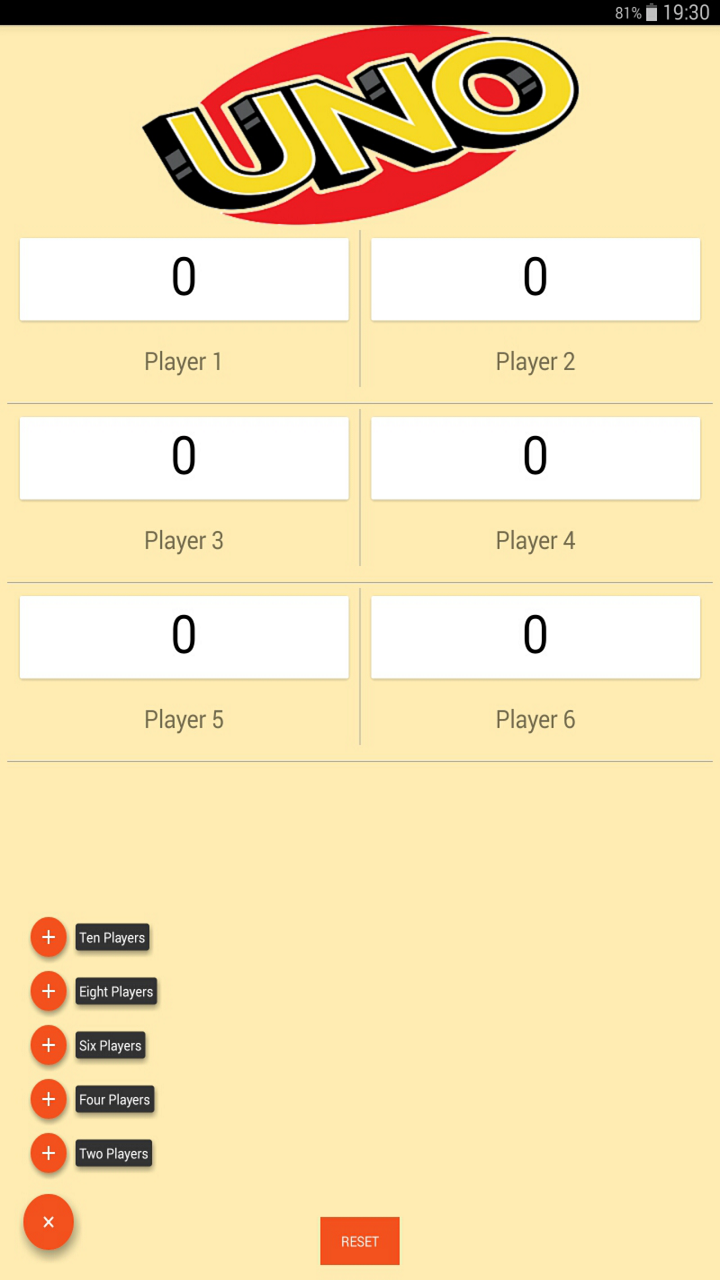 81% 19:30
UNO
0 0
Player 1 Player 2
0 0
Player 3 Player 4
0 0
Player 5 Player 6
Ten Players
Eight Players
Six Players
Four Players
Two Players
RESET